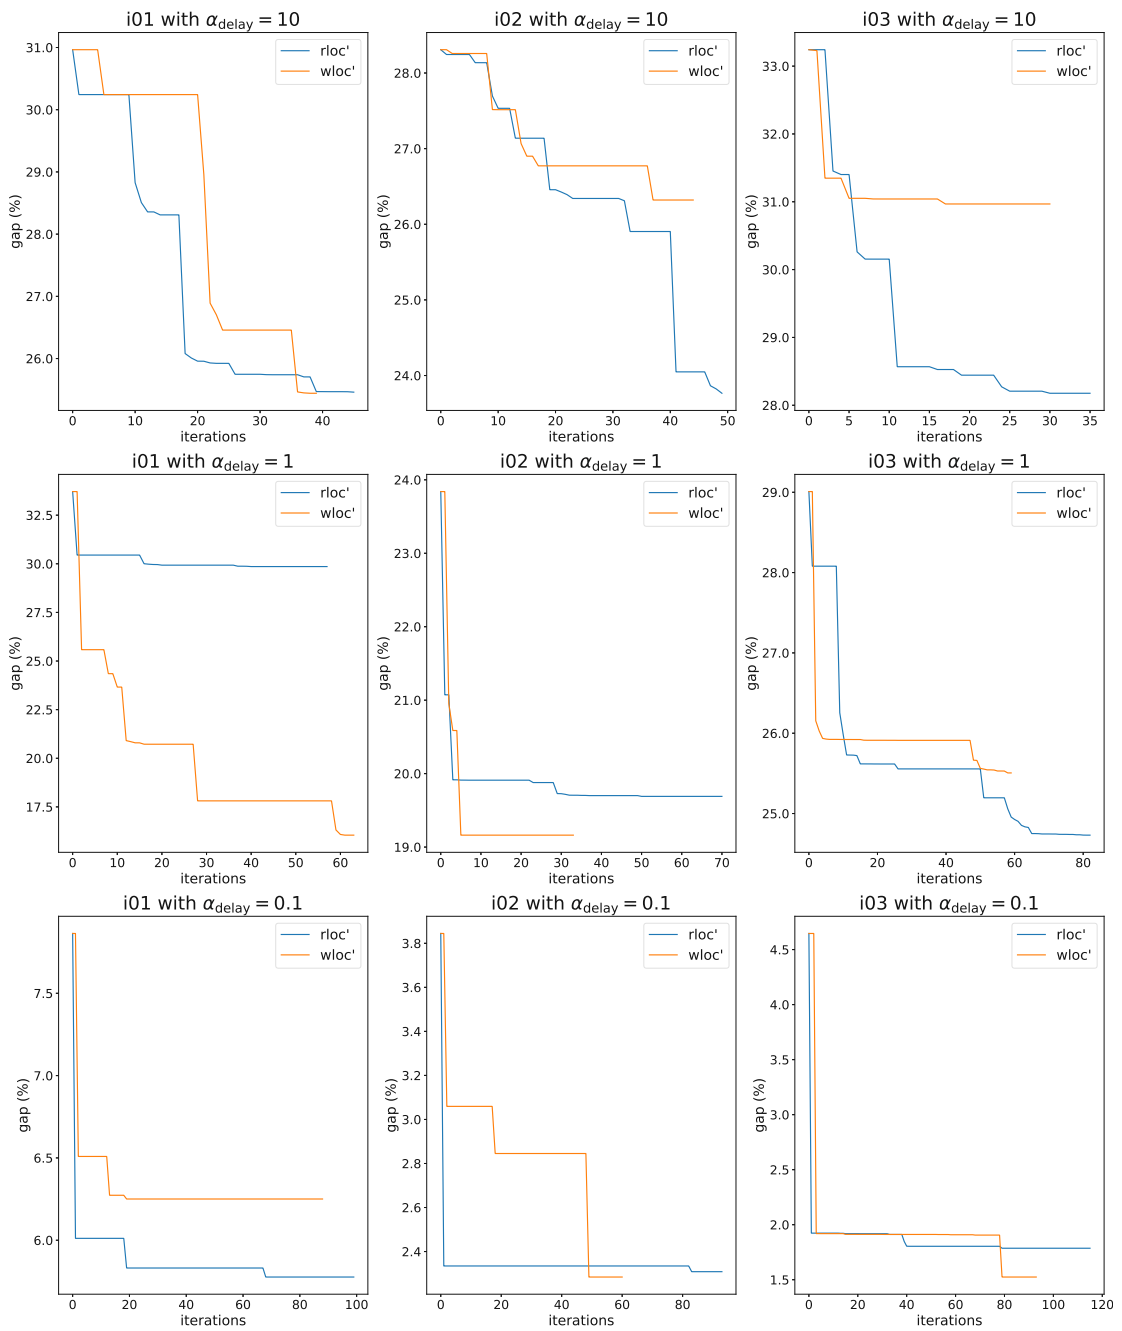 i01 with αdelay = 10
31.0
30.0
29.0
28.0
27.0
26.0
gap (%)
0 10 20 30 40
iterations
rloc'
wloc'
i02 with αdelay = 10
28.0
27.0
26.0
25.0
24.0
gap (%)
0 10 20 30 40 50
iterations
rloc'
wloc'
i03 with αdelay = 10
33.0
32.0
31.0
30.0
29.0
28.0
gap (%)
0 5 10 15 20 25 30 35
iterations
rloc'
wloc'
i01 with αdelay = 1
32.5
30.0
27.5
25.0
22.5
20.0
17.5
gap (%)
0 10 20 30 40 50 60
iterations
rloc'
wloc'
i02 with αdelay = 1
24.0
23.0
22.0
21.0
20.0
19.0
gap (%)
0 10 20 30 40 50 60 70
iterations
rloc'
wloc'
i03 with αdelay = 1
29.0
28.0
27.0
26.0
25.0
gap (%)
0 20 40 60 80
iterations
rloc'
wloc'
i01 with αdelay = 0.1
7.5
7.0
6.5
6.0
gap (%)
0 20 40 60 80 100
iterations
rloc'
wloc'
i02 with αdelay = 0.1
3.8
3.6
3.4
3.2
3.0
2.8
2.6
2.4
gap (%)
0 20 40 60 80
iterations
rloc'
wloc'
i03 with αdelay = 0.1
4.5
4.0
3.5
3.0
2.5
2.0
1.5
gap (%)
0 20 40 60 80 100 120
iterations
rloc'
wloc'